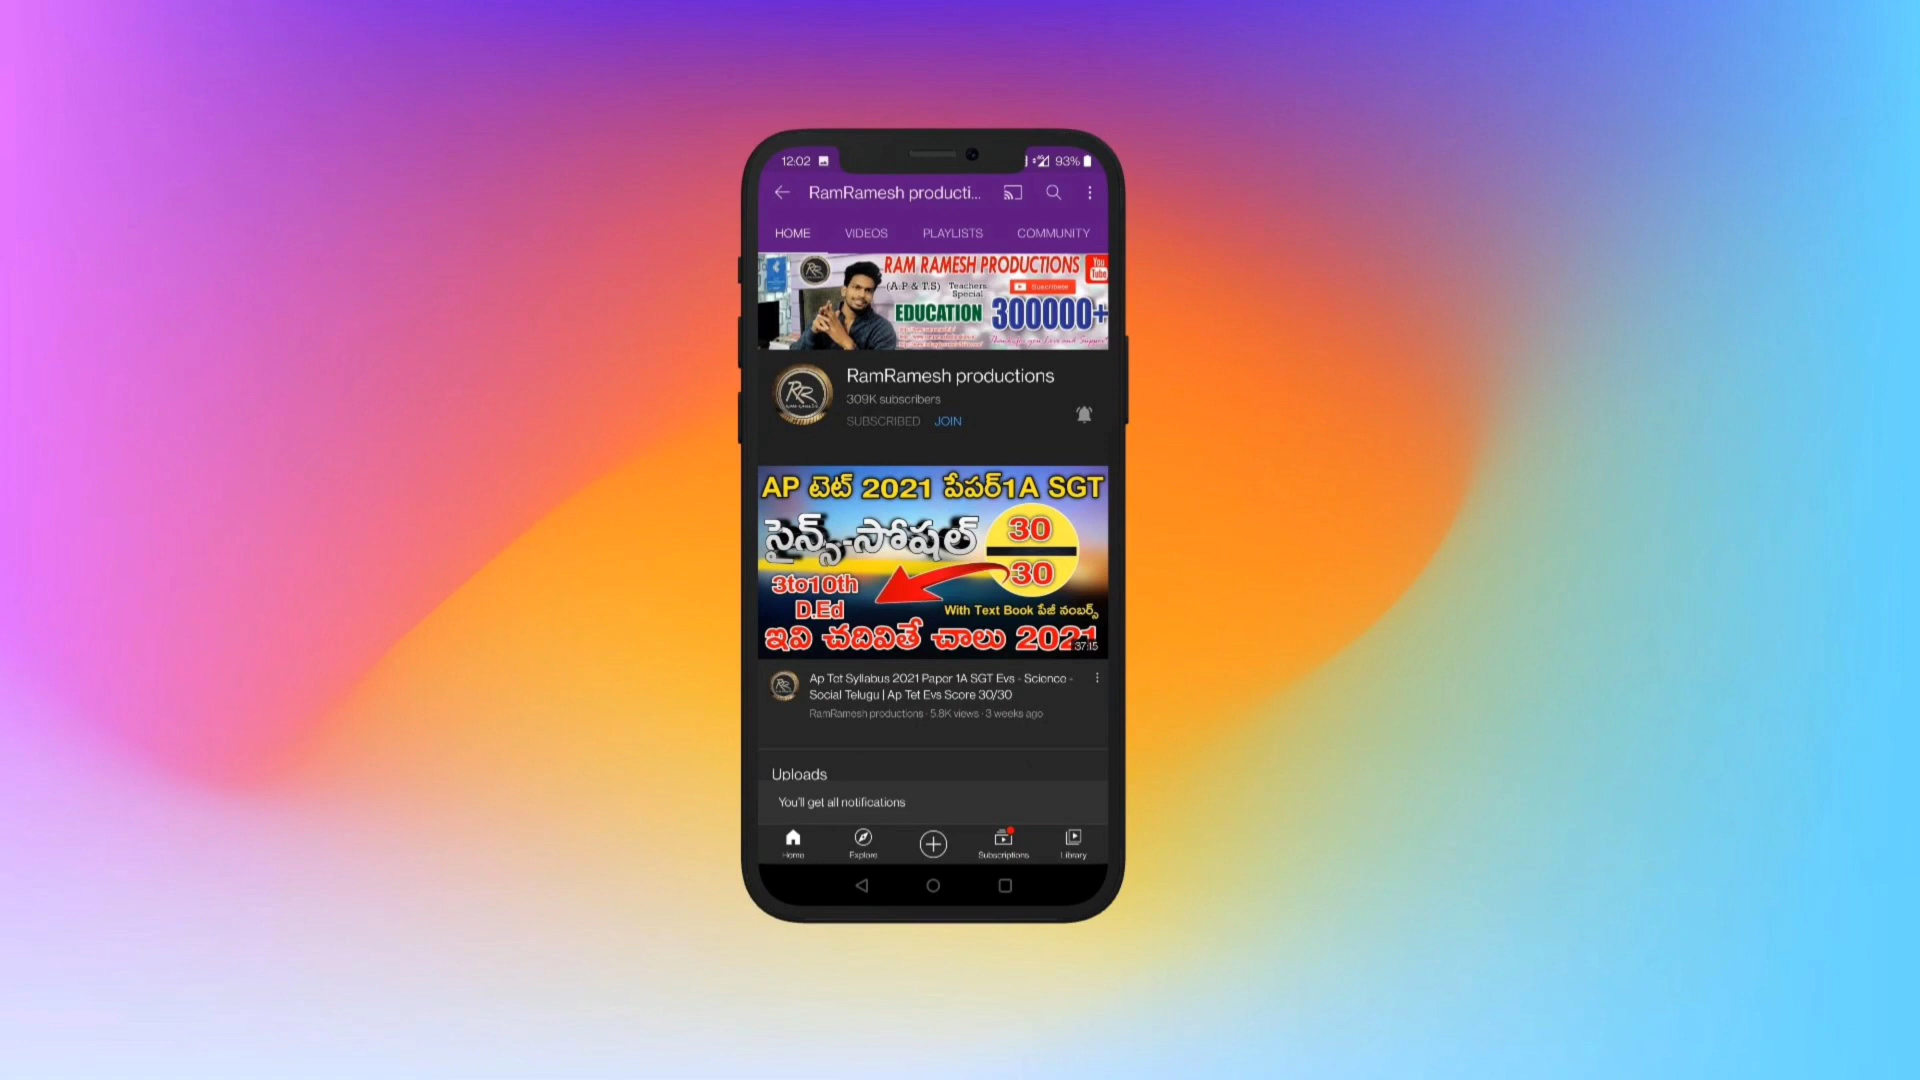 12:02
93%
RamRamesh producti...
HOME VIDEOS PLAYLISTS COMMUNITY
RAM RAMESH PRODUCTIONS
You Tube
(A.P & T.S) Teachers Special
EDUCATION
300000+
RamRamesh productions
309K subscribers
SUBSCRIBED JOIN
AP టెట్ 2021 పేపర్1A SGT
సైన్స్-సోషల్
30
30
3to10th
D.Ed
With Text Book పేజీ నంబర్స్
ఇవి చదివితే చాలు 2021
37:15
Ap Tet Syllabus 2021 Paper 1A SGT Evs - Science -
Social Telugu | Ap Tet Evs Score 30/30
RamRamesh productions · 5.8K views · 3 weeks ago
Uploads
You'll get all notifications
Home Explore Subscriptions Library